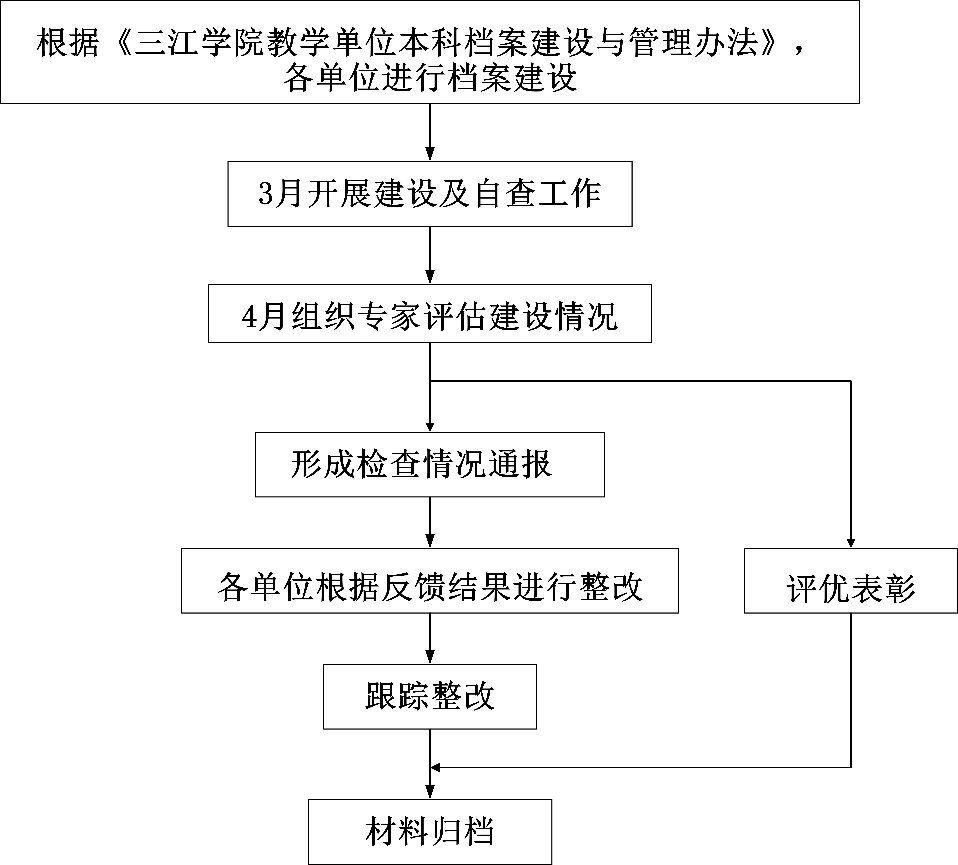 根据《三江学院教学单位本科档案建设与管理办法》，
各单位进行档案建设
3月开展建设及自查工作
4月组织专家评估建设情况
形成检查情况通报
各单位根据反馈结果进行整改
评优表彰
跟踪整改
材料归档